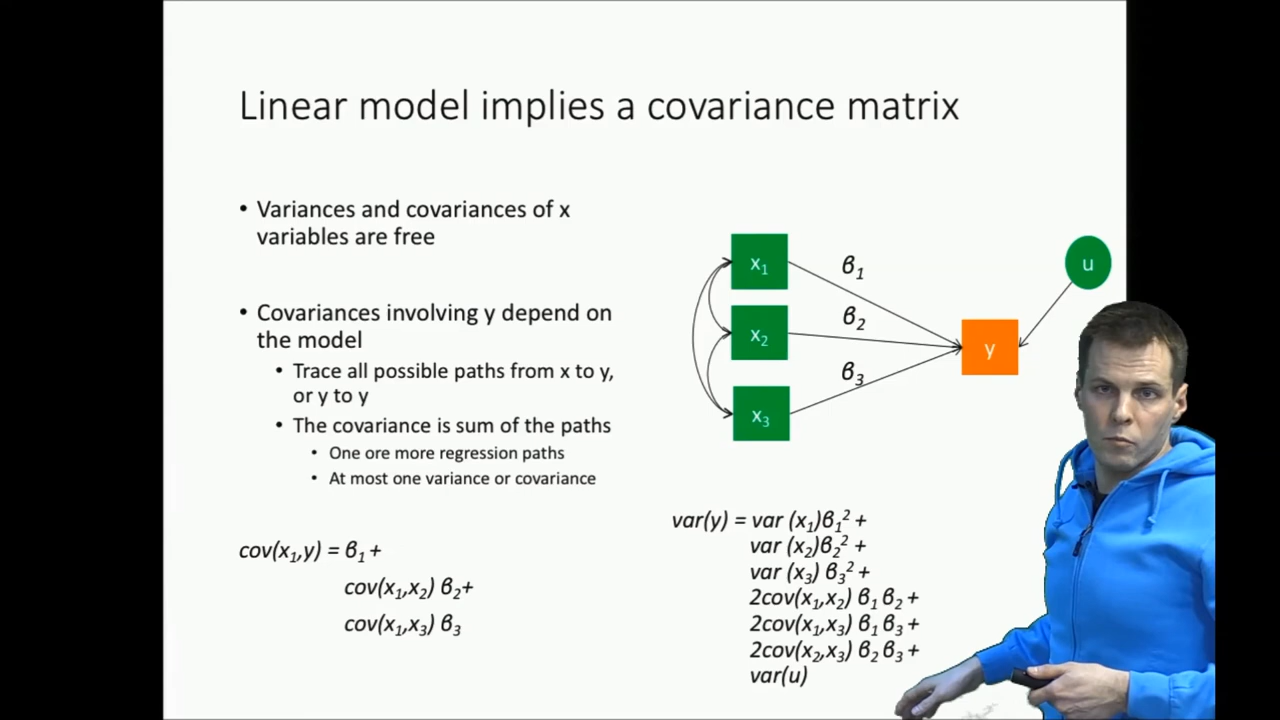 Linear model implies a covariance matrix
• Variances and covariances of x
variables are free
• Covariances involving y depend on
the model
• Trace all possible paths from x to y,
or y to y
• The covariance is sum of the paths
• One ore more regression paths
• At most one variance or covariance
cov(x₁,y) = β₁ +
cov(x₁,x₂) β₂+
cov(x₁,x₃) β₃
x₁
x₂
x₃
β₁
β₂
β₃
u
y
var(y) = var (x₁)β₁² +
var (x₂)β₂² +
var (x₃) β₃² +
2cov(x₁,x₂) β₁ β₂ +
2cov(x₁,x₃) β₁ β₃ +
2cov(x₂,x₃) β₂ β₃ +
var(u)